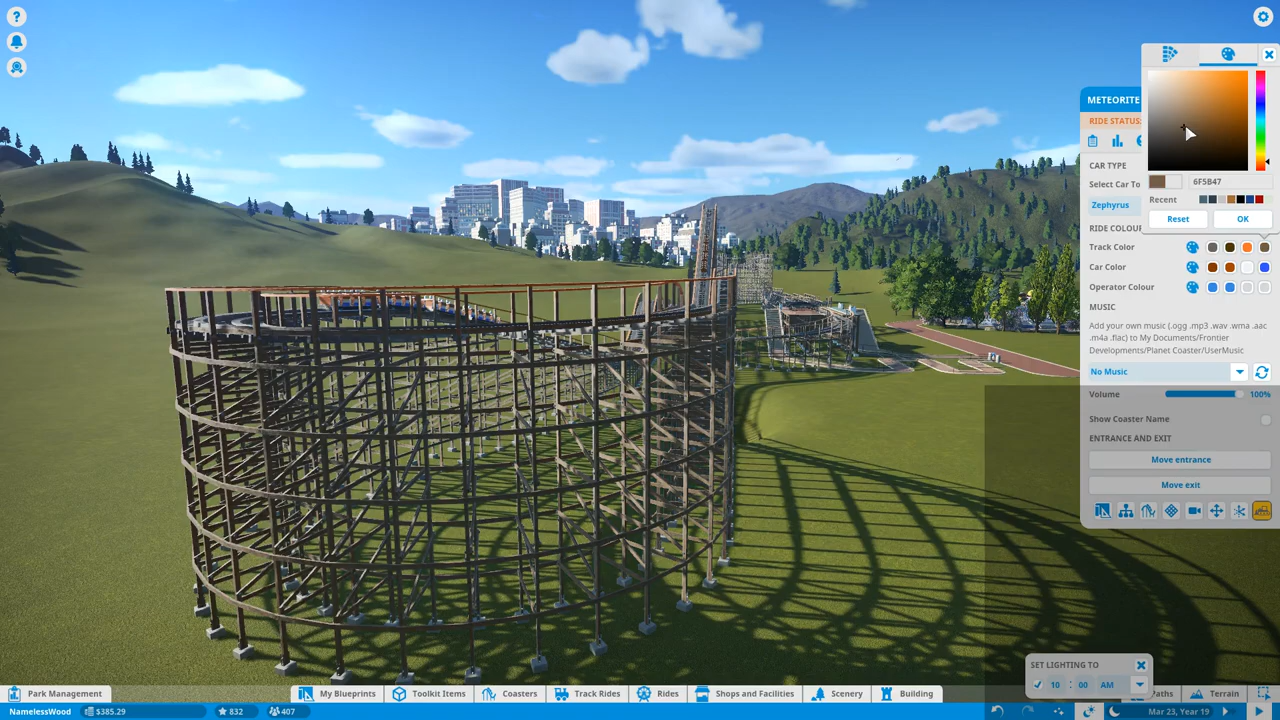 METEORITE
RIDE STATUS:
6F5B47
CAR TYPE
Recent
Select Car To
Zephyrus
Reset
OK
RIDE COLOUR
Track Color
Car Color
Operator Colour
MUSIC
Add your own music (.ogg .mp3 .wav .wma .aac
.m4a .flac) to My Documents/Frontier
Developments/Planet Coaster/UserMusic
No Music
Volume
100%
Show Coaster Name
ENTRANCE AND EXIT
Move entrance
Move exit
SET LIGHTING TO
10 : 00 AM
Park Management
My Blueprints
Toolkit Items
Coasters
Track Rides
Rides
Shops and Facilities
Scenery
Building
Paths
Terrain
NamelessWood
$385.29
832
407
Mar 23, Year 19